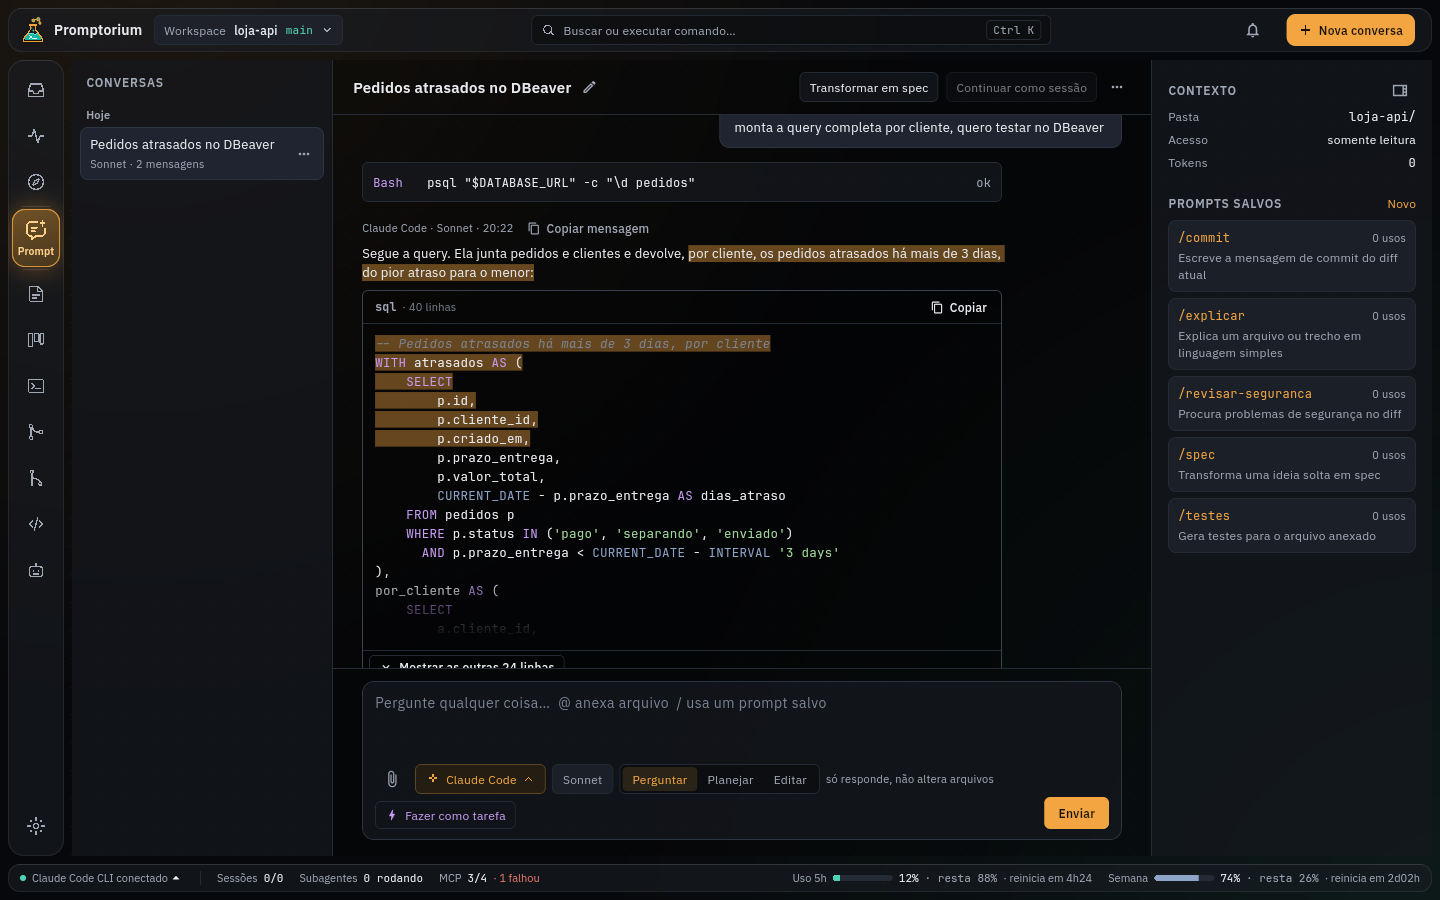 Promptorium
Workspace loja-api main
Buscar ou executar comando...
Ctrl K
Nova conversa
CONVERSAS
Hoje
Pedidos atrasados no DBeaver
Sonnet · 2 mensagens
Prompt
Pedidos atrasados no DBeaver
Transformar em spec
Continuar como sessão
monta a query completa por cliente, quero testar no DBeaver
Bash psql "$DATABASE_URL" -c "\d pedidos" ok
Claude Code · Sonnet · 20:22 Copiar mensagem
Segue a query. Ela junta pedidos e clientes e devolve, por cliente, os pedidos atrasados há mais de 3 dias,
do pior atraso para o menor:
sql · 40 linhas Copiar
-- Pedidos atrasados há mais de 3 dias, por cliente
WITH atrasados AS (
SELECT
p.id,
p.cliente_id,
p.criado_em,
p.prazo_entrega,
p.valor_total,
CURRENT_DATE - p.prazo_entrega AS dias_atraso
FROM pedidos p
WHERE p.status IN ('pago', 'separando', 'enviado')
AND p.prazo_entrega < CURRENT_DATE - INTERVAL '3 days'
),
por_cliente AS (
SELECT
a.cliente_id,
Mostrar as outras 24 linhas
Pergunte qualquer coisa... @ anexa arquivo / usa um prompt salvo
Claude Code Sonnet Perguntar Planejar Editar só responde, não altera arquivos
Fazer como tarefa
Enviar
CONTEXTO
Pasta loja-api/
Acesso somente leitura
Tokens 0
PROMPTS SALVOS Novo
/commit 0 usos
Escreve a mensagem de commit do diff
atual
/explicar 0 usos
Explica um arquivo ou trecho em
linguagem simples
/revisar-seguranca 0 usos
Procura problemas de segurança no diff
/spec 0 usos
Transforma uma ideia solta em spec
/testes 0 usos
Gera testes para o arquivo anexado
Claude Code CLI conectado Sessões 0/0 Subagentes 0 rodando MCP 3/4 · 1 falhou Uso 5h 12% · resta 88% · reinicia em 4h24 Semana 74% · resta 26% · reinicia em 2d02h